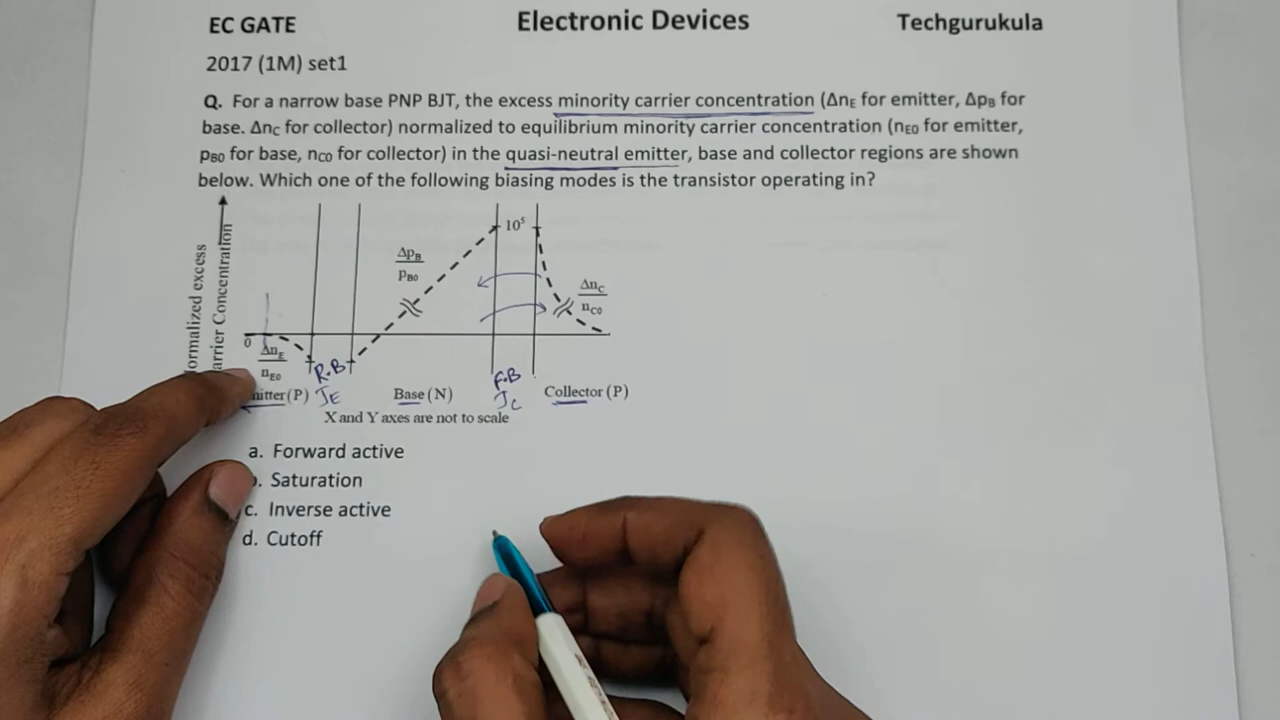 EC GATE
Electronic Devices
Techgurukula
2017 (1M) set1
Q. For a narrow base PNP BJT, the excess minority carrier concentration (ΔnE for emitter, ΔpB for
base. ΔnC for collector) normalized to equilibrium minority carrier concentration (nE0 for emitter,
pB0 for base, nC0 for collector) in the quasi-neutral emitter, base and collector regions are shown
below. Which one of the following biasing modes is the transistor operating in?
Carrier Concentration
10⁵
ΔpB
pB0
ΔnC
nC0
0
ΔnE
nE0
R.B
JE
F.B
JC
(P)
Base (N)
Collector (P)
X and Y axes are not to scale
a. Forward active
. Saturation
c. Inverse active
d. Cutoff